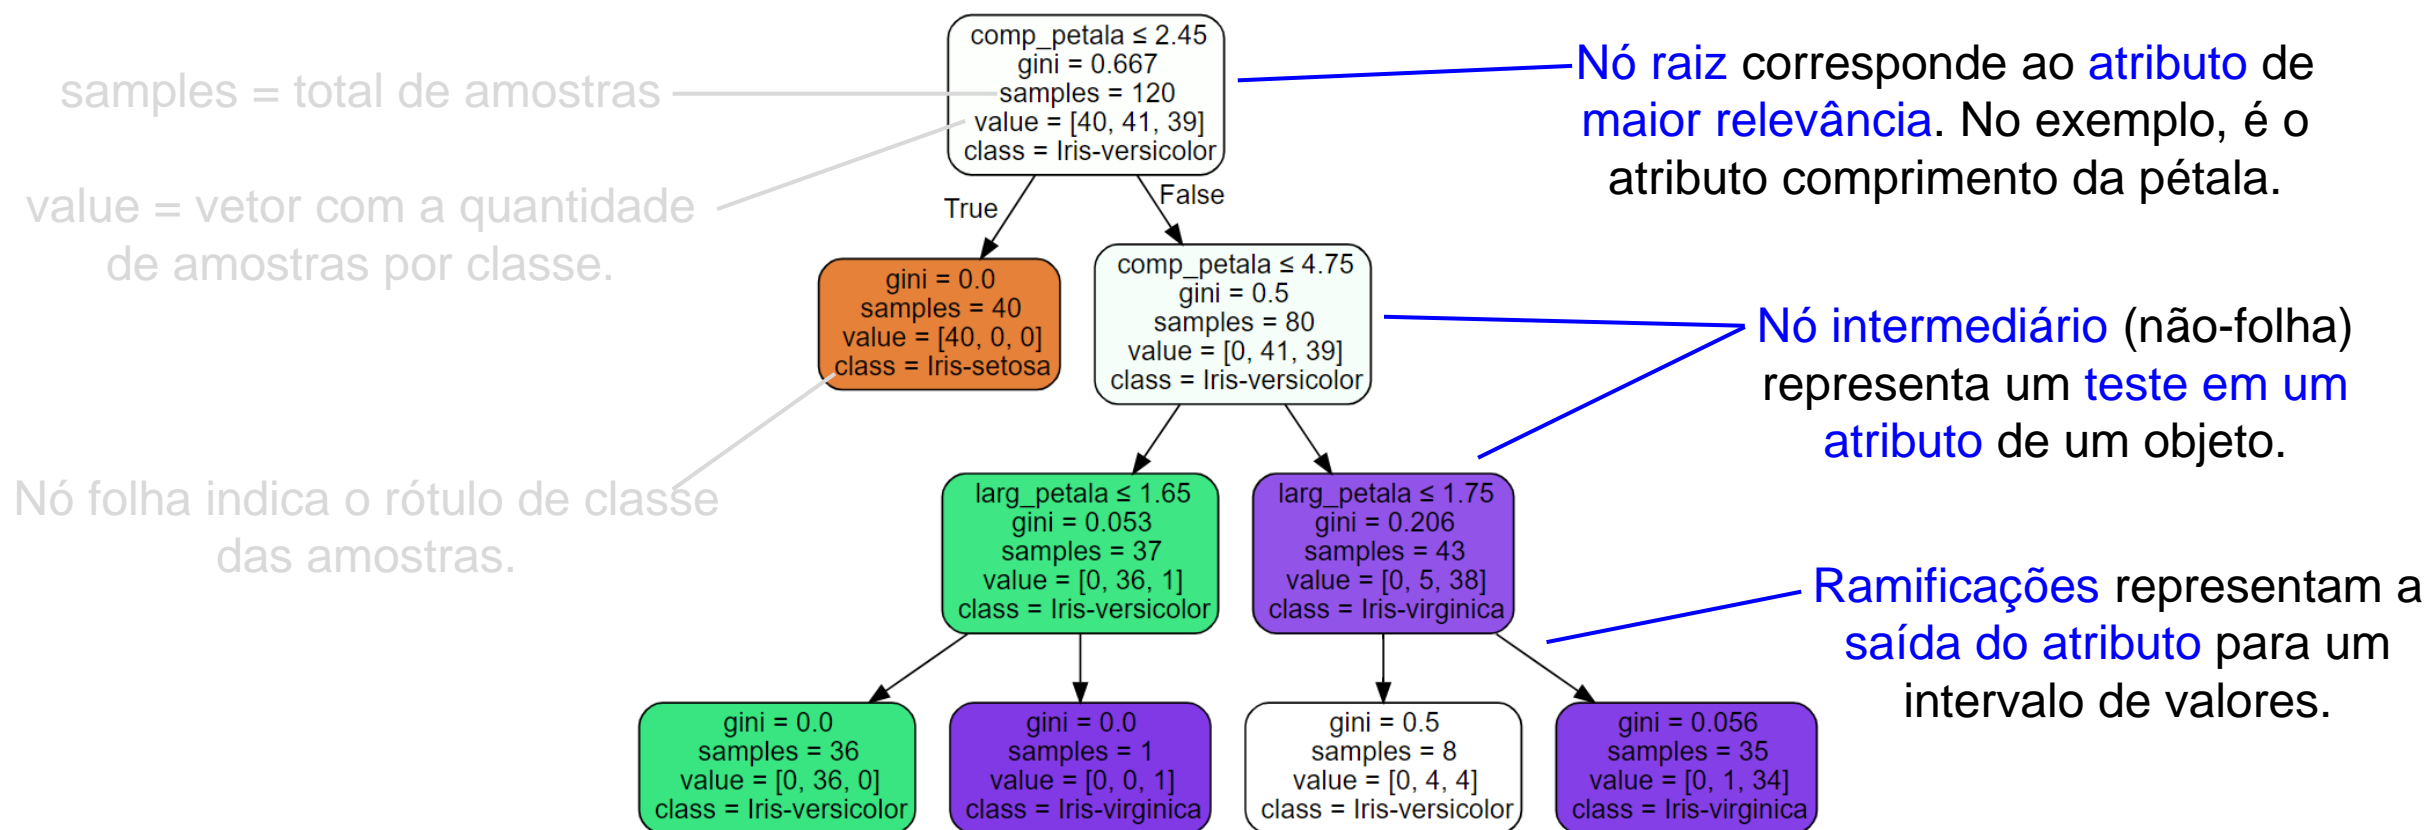 samples = total de amostras
value = vetor com a quantidade
de amostras por classe.
Nó folha indica o rótulo de classe
das amostras.
comp_petala ≤ 2.45
gini = 0.667
samples = 120
value = [40, 41, 39]
class = Iris-versicolor
True
False
gini = 0.0
samples = 40
value = [40, 0, 0]
class = Iris-setosa
comp_petala ≤ 4.75
gini = 0.5
samples = 80
value = [0, 41, 39]
class = Iris-versicolor
larg_petala ≤ 1.65
gini = 0.053
samples = 37
value = [0, 36, 1]
class = Iris-versicolor
larg_petala ≤ 1.75
gini = 0.206
samples = 43
value = [0, 5, 38]
class = Iris-virginica
gini = 0.0
samples = 36
value = [0, 36, 0]
class = Iris-versicolor
gini = 0.0
samples = 1
value = [0, 0, 1]
class = Iris-virginica
gini = 0.5
samples = 8
value = [0, 4, 4]
class = Iris-versicolor
gini = 0.056
samples = 35
value = [0, 1, 34]
class = Iris-virginica
Nó raiz corresponde ao atributo de
maior relevância. No exemplo, é o
atributo comprimento da pétala.
Nó intermediário (não-folha)
representa um teste em um
atributo de um objeto.
Ramificações representam a
saída do atributo para um
intervalo de valores.